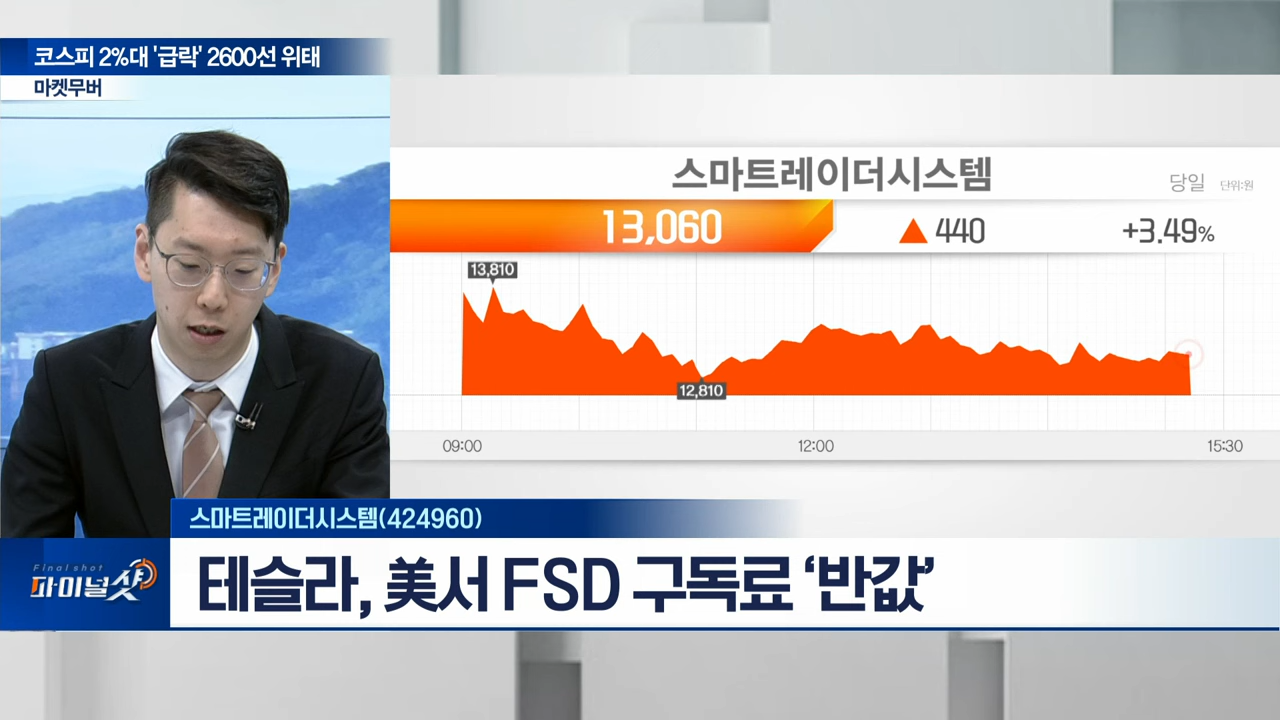 코스피 2%대 '급락' 2600선 위태
마켓무버
스마트레이더시스템
당일 단위:원
13,060 ▲ 440 +3.49%
13,810
12,810
09:00 12:00 15:30
스마트레이더시스템(424960)
Final shot
파이널샷
테슬라, 美서 FSD 구독료 ‘반값’